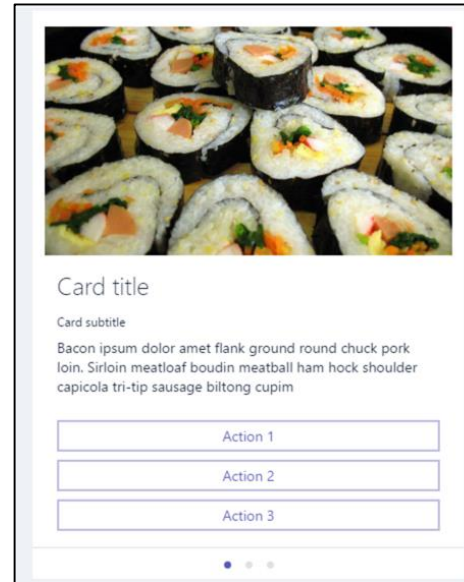 Card title
Card subtitle
Bacon ipsum dolor amet flank ground round chuck pork
loin. Sirloin meatloaf boudin meatball ham hock shoulder
capicola tri-tip sausage biltong cupim
Action 1
Action 2
Action 3